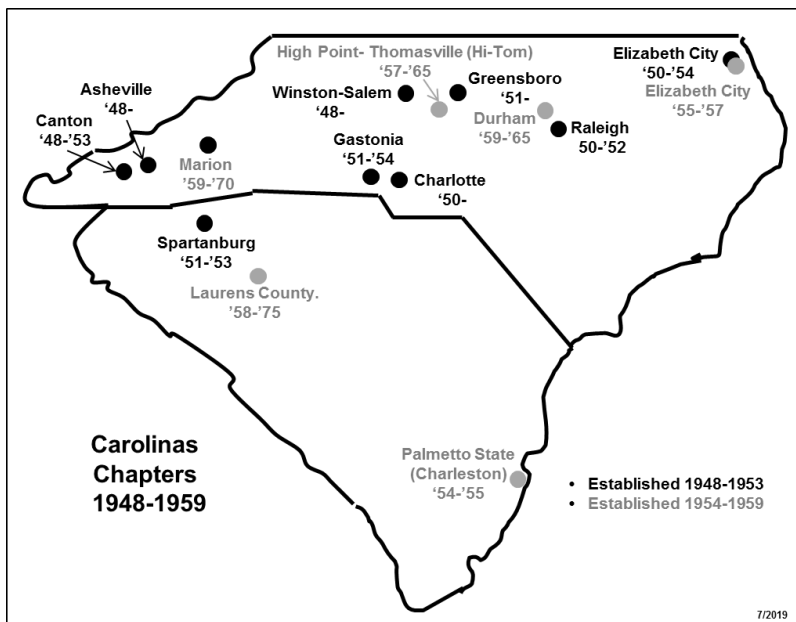 High Point- Thomasville (Hi-Tom)
‘57-’65
Elizabeth City
‘50-’54
Elizabeth City
‘55-’57
Asheville
‘48-
Canton
‘48-’53
Winston-Salem
‘48-
Greensboro
‘51-
Durham
‘59-’65
Raleigh
50-’52
Marion
‘59-’70
Gastonia
‘51-’54
Charlotte
‘50-
Spartanburg
‘51-’53
Laurens County.
’58-’75
Carolinas
Chapters
1948-1959
Palmetto State
(Charleston)
‘54-’55
• Established 1948-1953
• Established 1954-1959
7/2019